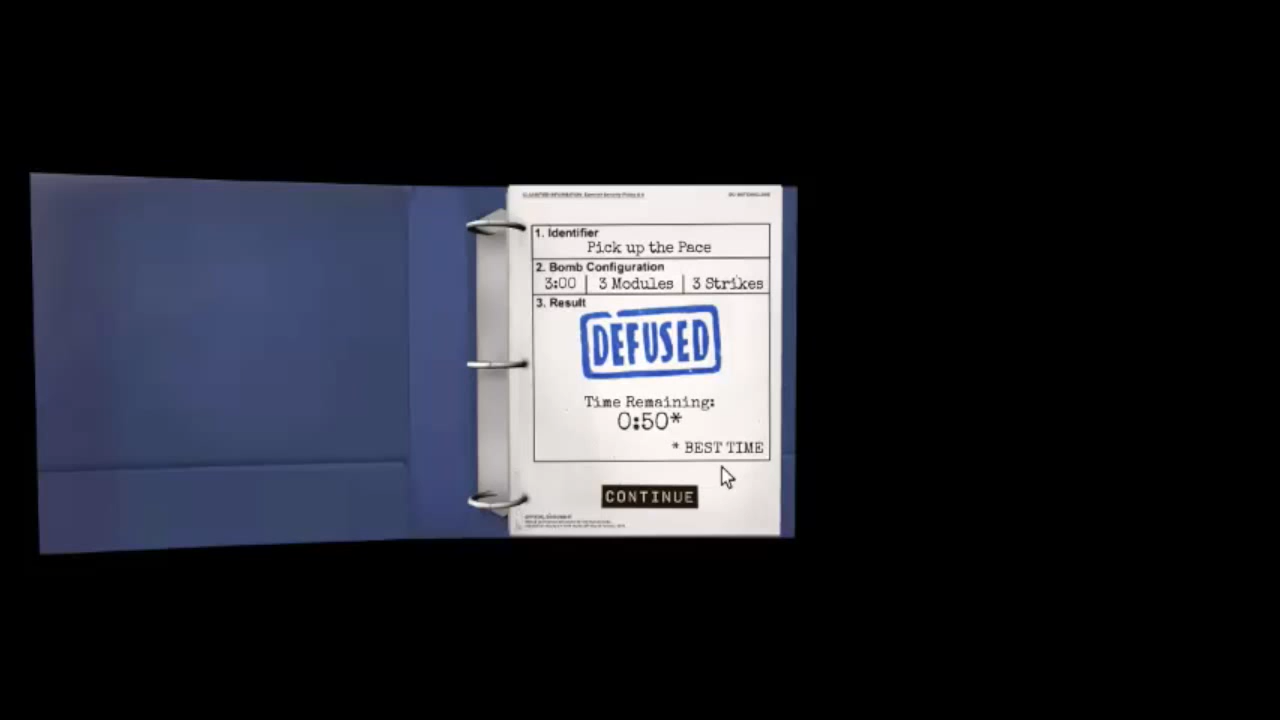 1. Identifier
Pick up the Pace
2. Bomb Configuration
3:00 | 3 Modules | 3 Strikes
3. Result
DEFUSED
Time Remaining:
0:50*
* BEST TIME
CONTINUE